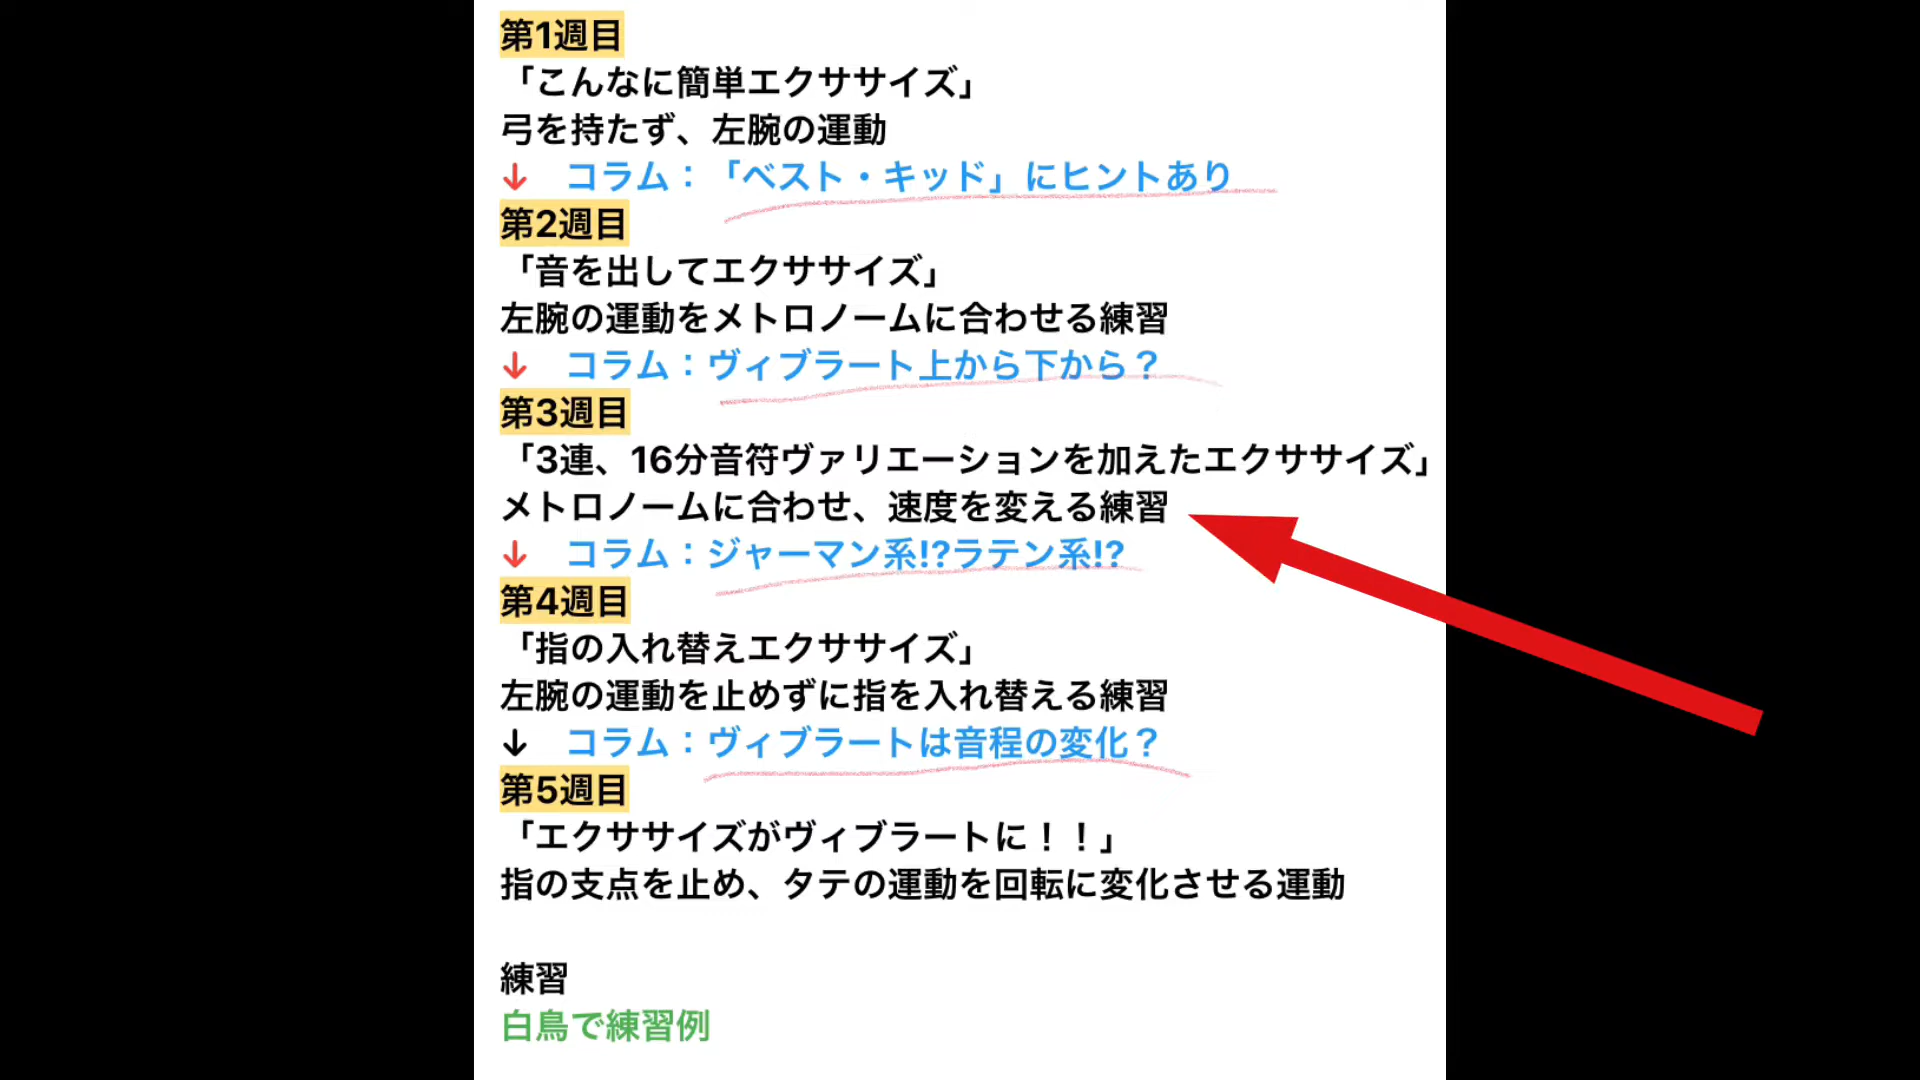 第1週目
「こんなに簡単エクササイズ」
弓を持たず、左腕の運動
↓ コラム：「ベスト・キッド」にヒントあり
第2週目
「音を出してエクササイズ」
左腕の運動をメトロノームに合わせる練習
↓ コラム：ヴィブラート上から下から？
第3週目
「3連、16分音符ヴァリエーションを加えたエクササイズ」
メトロノームに合わせ、速度を変える練習
↓ コラム：ジャーマン系!?ラテン系!?
第4週目
「指の入れ替えエクササイズ」
左腕の運動を止めずに指を入れ替える練習
↓ コラム：ヴィブラートは音程の変化？
第5週目
「エクササイズがヴィブラートに！！」
指の支点を止め、タテの運動を回転に変化させる運動
練習
白鳥で練習例